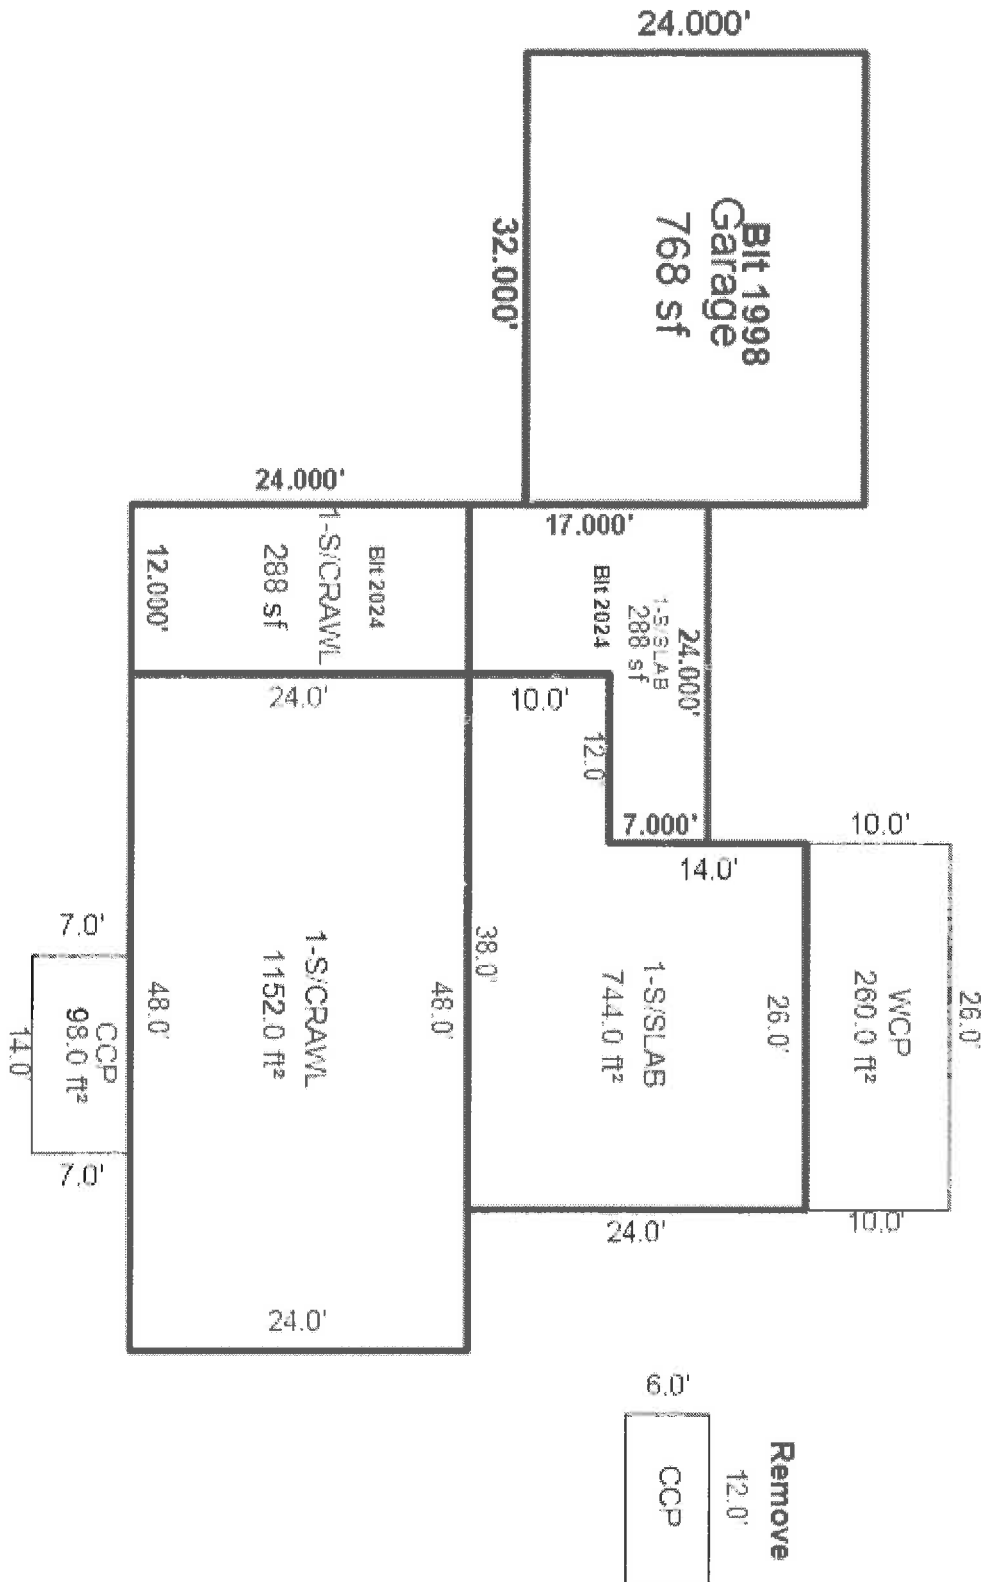 24.000'
Blt 1998
Garage
768 sf
32.000'
24.000'
17.000'
Blt 2024
1-S/CRAWL
288 sf
12.000'
Blt 2024
1-S/SLAB
288 sf
24.000'
24.0'
10.0'
12.0'
7.000'
14.0'
10.0'
26.0'
WCP
260.0 ft²
10.0'
26.0'
1-S/SLAB
744.0 ft²
38.0'
24.0'
48.0'
1-S/CRAWL
1152.0 ft²
48.0'
24.0'
7.0'
CCP
98.0 ft²
14.0'
7.0'
6.0'
Remove
12.0'
CCP